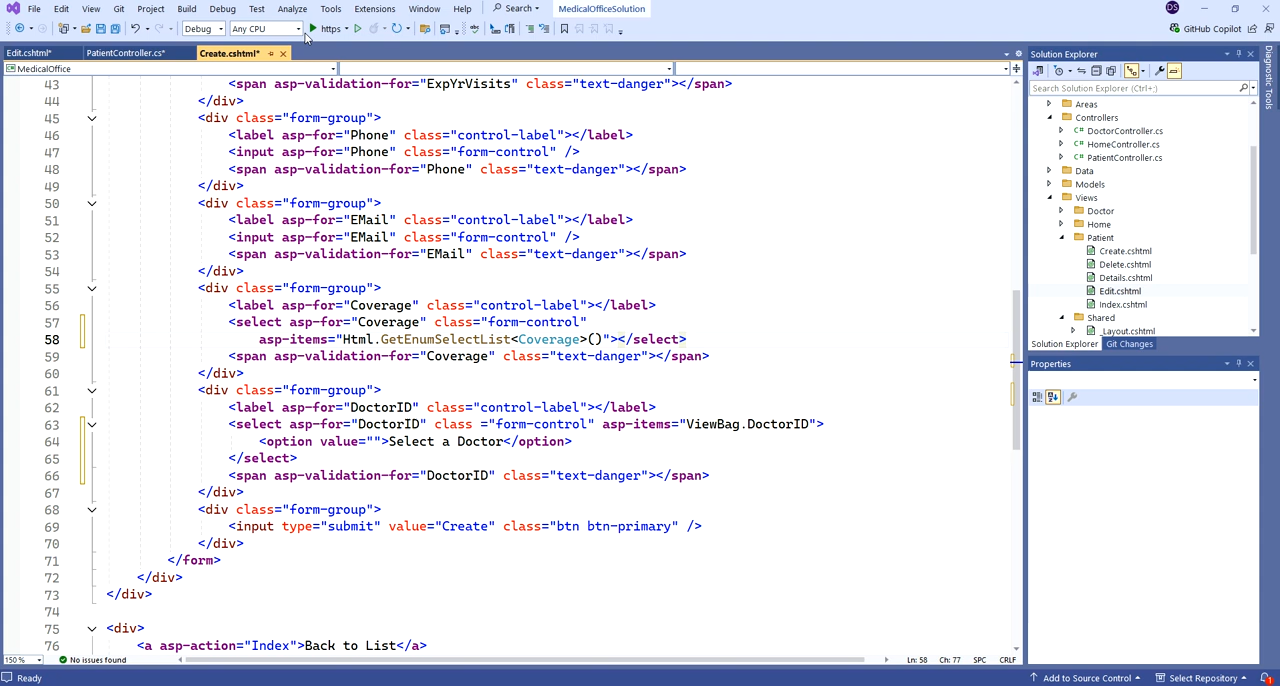 File Edit View Git Project Build Debug Test Analyze Tools Extensions Window Help Search MedicalOfficeSolution DS
Debug Any CPU https GitHub Copilot
Edit.cshtml* PatientController.cs* Create.cshtml*
MedicalOffice
43 <span asp-validation-for="ExpYrVisits" class="text-danger"></span>
44 </div>
45 <div class="form-group">
46 <label asp-for="Phone" class="control-label"></label>
47 <input asp-for="Phone" class="form-control" />
48 <span asp-validation-for="Phone" class="text-danger"></span>
49 </div>
50 <div class="form-group">
51 <label asp-for="EMail" class="control-label"></label>
52 <input asp-for="EMail" class="form-control" />
53 <span asp-validation-for="EMail" class="text-danger"></span>
54 </div>
55 <div class="form-group">
56 <label asp-for="Coverage" class="control-label"></label>
57 <select asp-for="Coverage" class="form-control"
58 asp-items="Html.GetEnumSelectList<Coverage>()"></select>
59 <span asp-validation-for="Coverage" class="text-danger"></span>
60 </div>
61 <div class="form-group">
62 <label asp-for="DoctorID" class="control-label"></label>
63 <select asp-for="DoctorID" class ="form-control" asp-items="ViewBag.DoctorID">
64 <option value="">Select a Doctor</option>
65 </select>
66 <span asp-validation-for="DoctorID" class="text-danger"></span>
67 </div>
68 <div class="form-group">
69 <input type="submit" value="Create" class="btn btn-primary" />
70 </div>
71 </form>
72 </div>
73 </div>
74
75 <div>
76 <a asp-action="Index">Back to List</a>
150 % No issues found Ln: 58 Ch: 77 SPC CRLF
Solution Explorer
Search Solution Explorer (Ctrl+;)
Areas
Controllers
C# DoctorController.cs
C# HomeController.cs
C# PatientController.cs
Data
Models
Views
Doctor
Home
Patient
Create.cshtml
Delete.cshtml
Details.cshtml
Edit.cshtml
Index.cshtml
Shared
_Layout.cshtml
Solution Explorer Git Changes
Properties
Diagnostic Tools
Ready Add to Source Control Select Repository 1